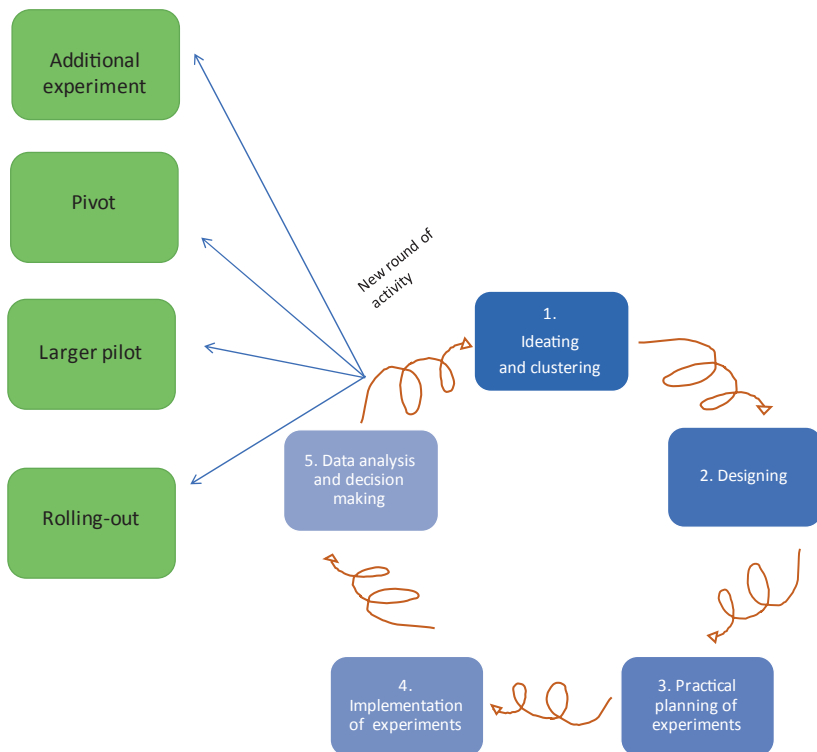 Additional
experiment
Pivot
Larger pilot
Rolling-out
New round of
activity
1.
Ideating
and clustering
2. Designing
3. Practical
planning of
experiments
4.
Implementation
of experiments
5. Data analysis
and decision
making